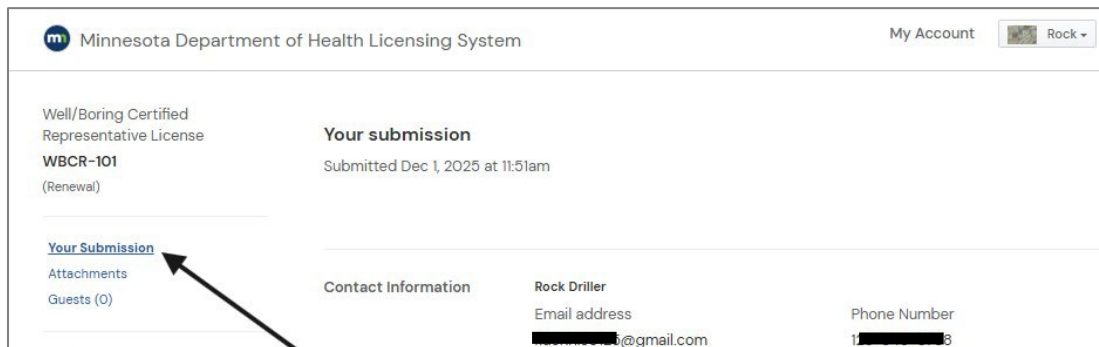 mn Minnesota Department of Health Licensing System My Account Rock
Well/Boring Certified
Representative License
WBCR-101
(Renewal)
Your submission
Submitted Dec 1, 2025 at 11:51am
Your Submission
Attachments
Guests (0)
Contact Information Rock Driller
Email address Phone Number
@gmail.com